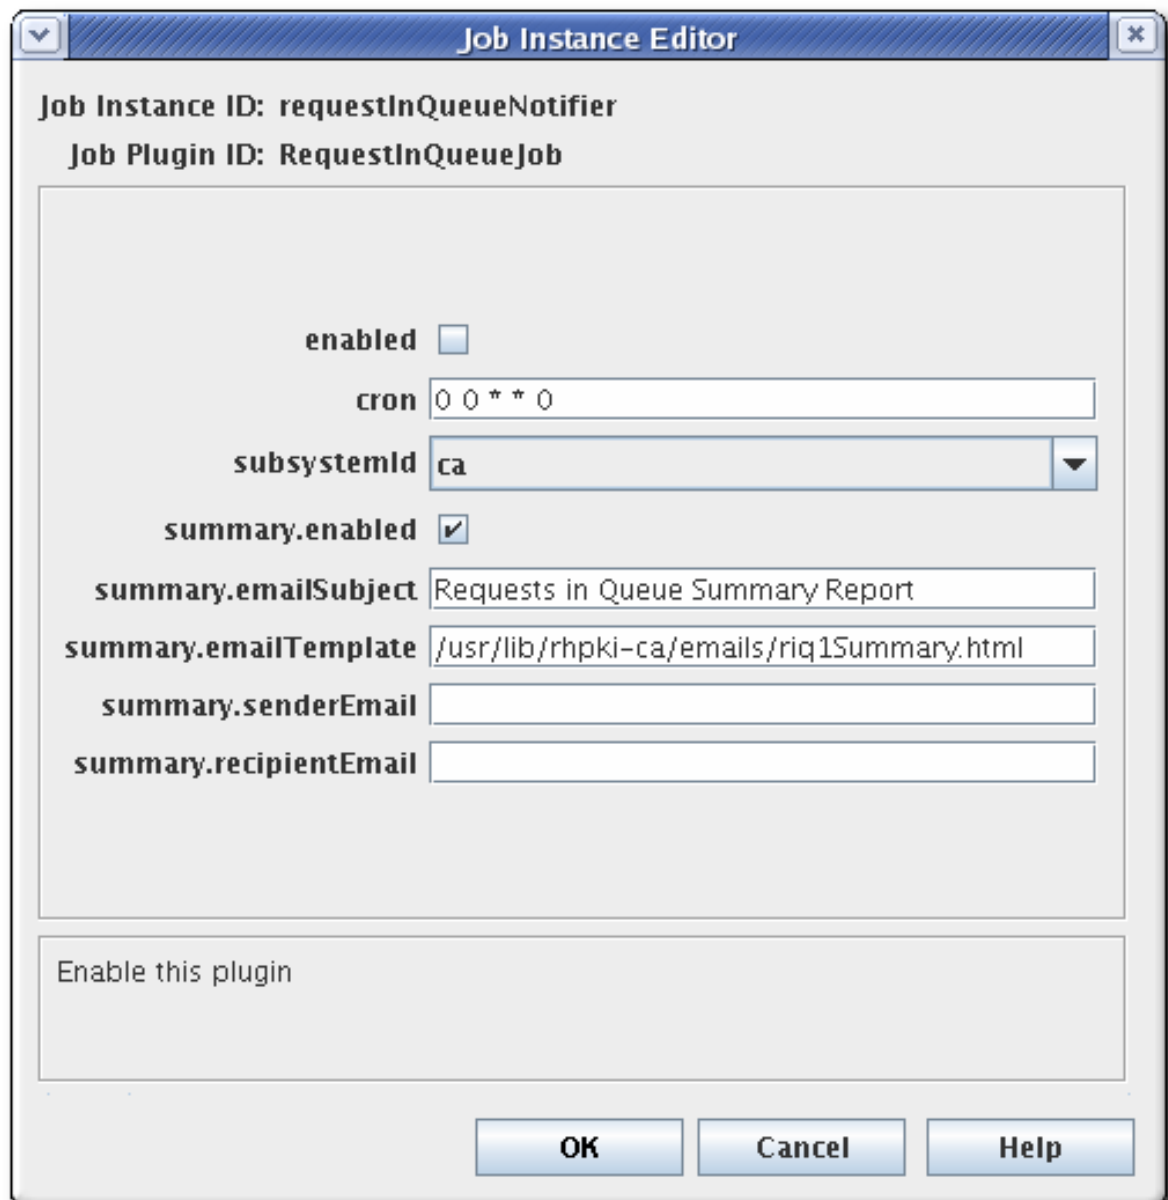 Job Instance Editor
Job Instance ID: requestInQueueNotifier
Job Plugin ID: RequestInQueueJob
enabled
cron 0 0 * * 0
subsystemId ca
summary.enabled
summary.emailSubject Requests in Queue Summary Report
summary.emailTemplate /usr/lib/rhpki-ca/emails/riq1Summary.html
summary.senderEmail
summary.recipientEmail
Enable this plugin
OK Cancel Help